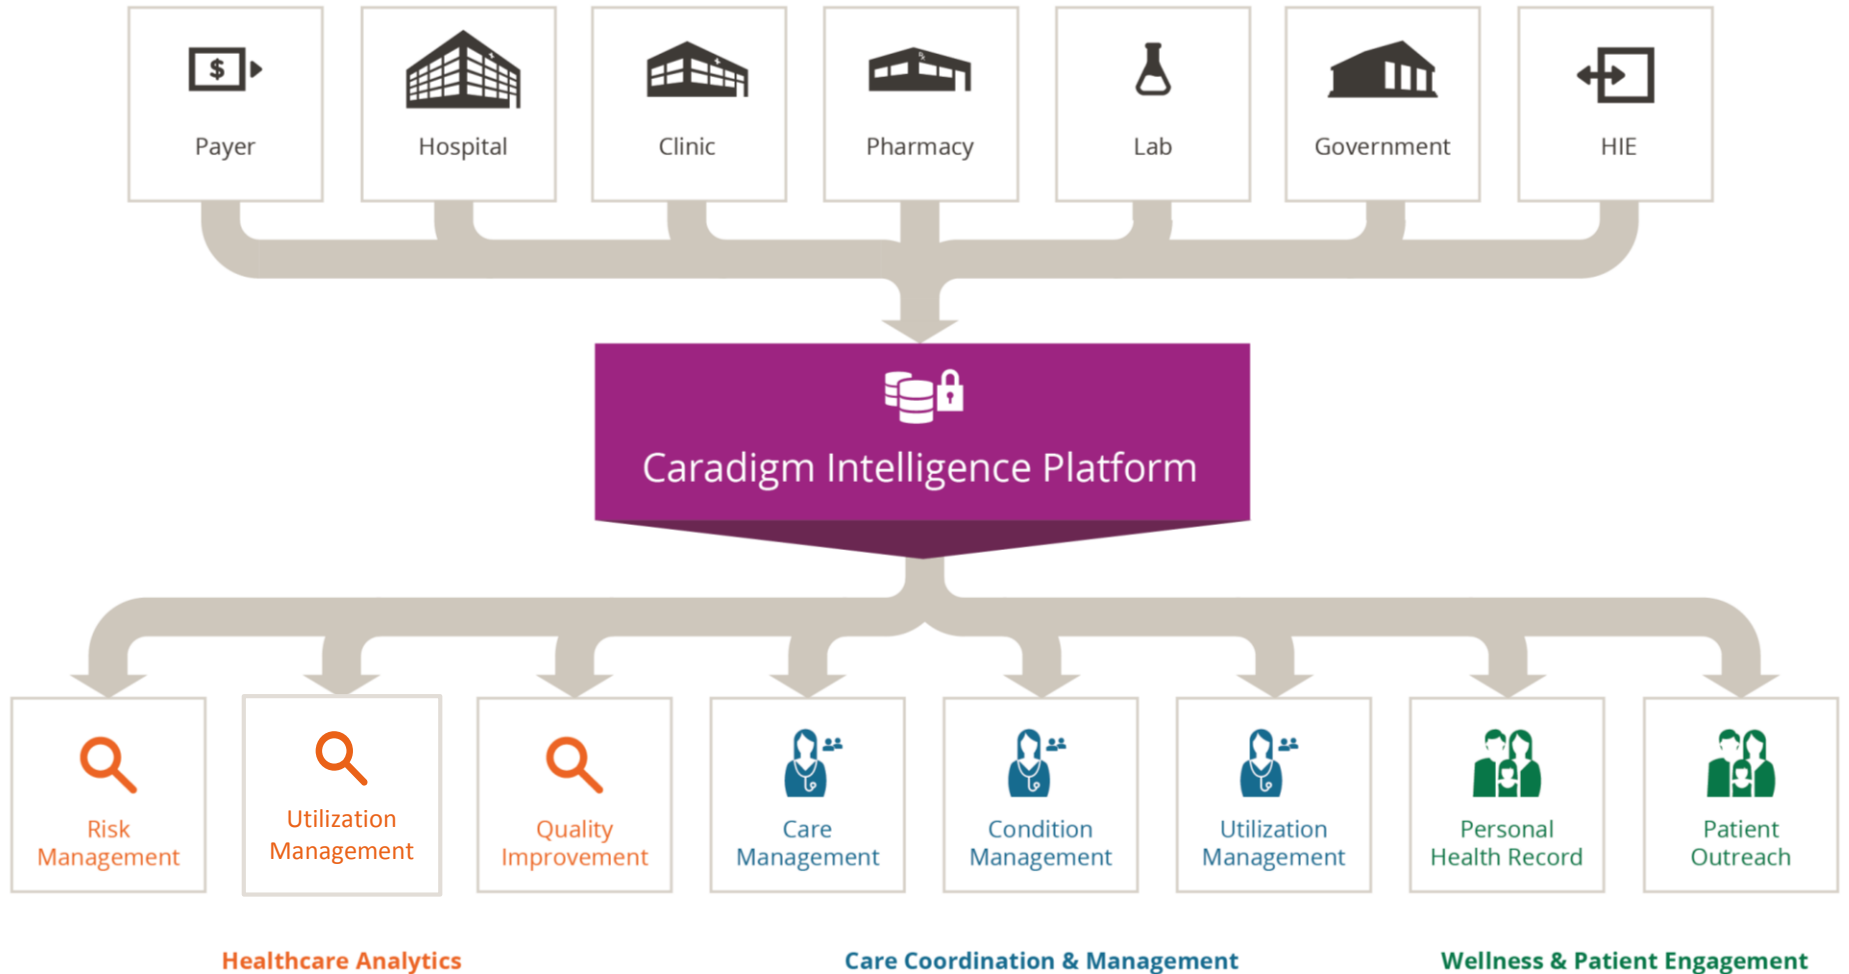 $
Payer
Hospital
Clinic
Pharmacy
Lab
Government
HIE
Caradigm Intelligence Platform
Risk
Management
Utilization
Management
Quality
Improvement
Care
Management
Condition
Management
Utilization
Management
Personal
Health Record
Patient
Outreach
Healthcare Analytics
Care Coordination & Management
Wellness & Patient Engagement